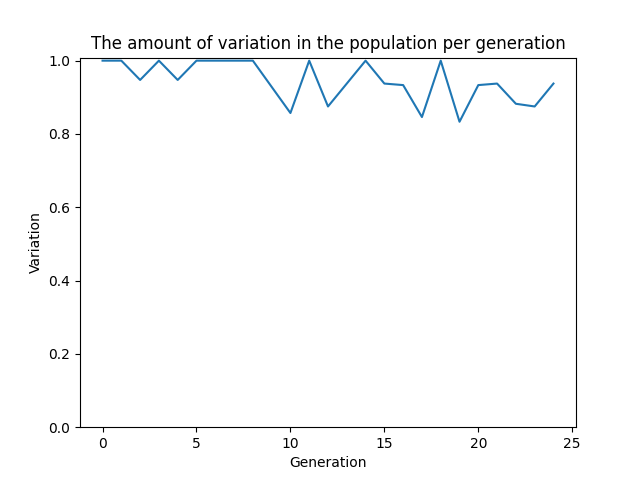 The amount of variation in the population per generation
1.0
0.8
0.6
0.4
0.2
0.0
Variation
0 5 10 15 20 25
Generation